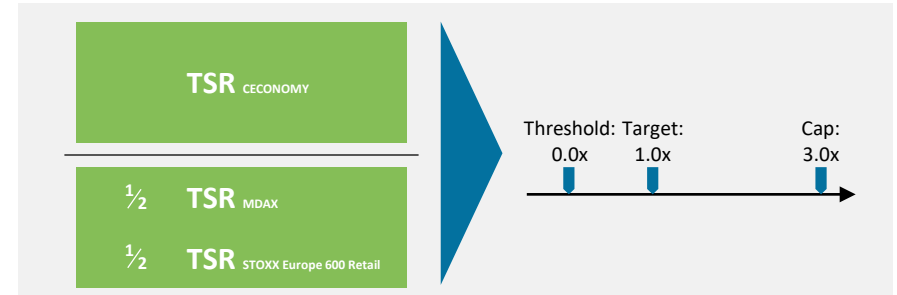 TSR CECONOMY
½ TSR MDAX
½ TSR STOXX Europe 600 Retail
Threshold: Target: Cap:
0.0x 1.0x 3.0x